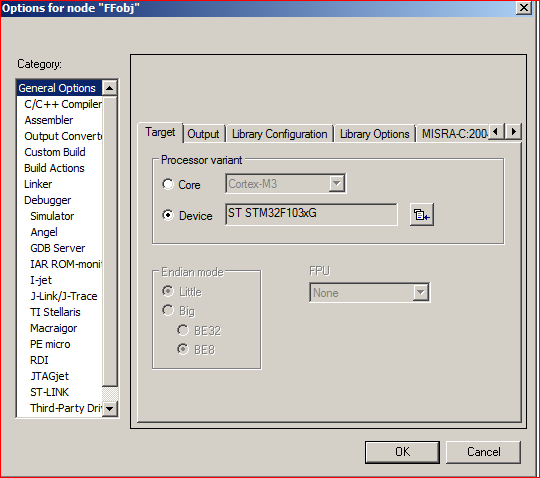 Options for node "FFobj"
Category:
General Options
C/C++ Compiler
Assembler
Output Converte
Custom Build
Build Actions
Linker
Debugger
Simulator
Angel
GDB Server
IAR ROM-monit
I-jet
J-Link/J-Trace
TI Stellaris
Macraigor
PE micro
RDI
JTAGjet
ST-LINK
Third-Party Driv
Target Output Library Configuration Library Options MISRA-C:2004
Processor variant
Core Cortex-M3
Device ST STM32F103xG
Endian mode
Little
Big
BE32
BE8
FPU
None
OK Cancel